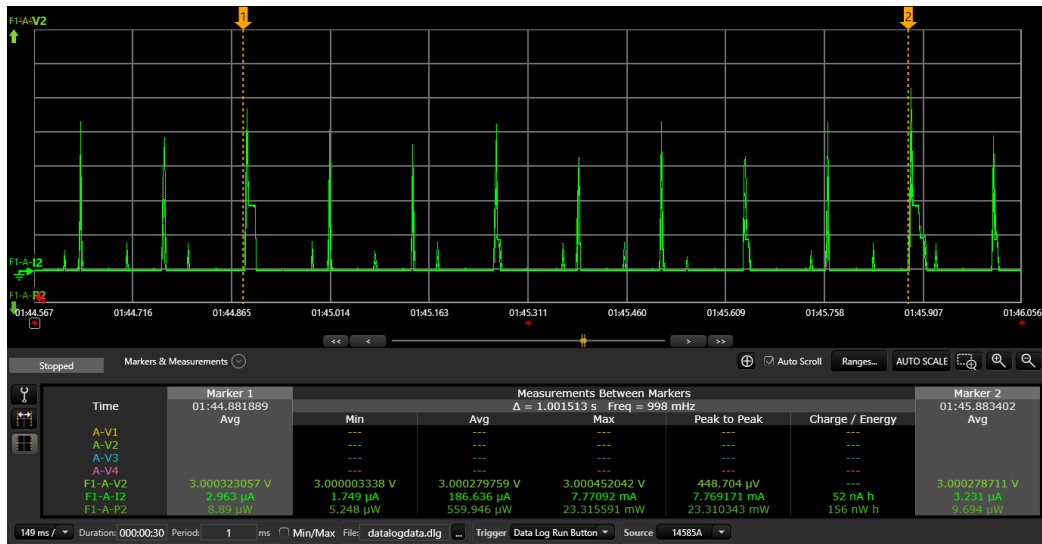 F1-A-V2
1 2
F1-A-I2
F1-A-P2
01:44.567 01:44.716 01:44.865 01:45.014 01:45.163 01:45.311 01:45.460 01:45.609 01:45.758 01:45.907 01:46.056
<< < > >>
Stopped Markers & Measurements Auto Scroll Ranges... AUTO SCALE
Marker 1 Measurements Between Markers Marker 2
Time 01:44.881889 Δ = 1.001513 s Freq = 998 mHz 01:45.883402
Avg Min Avg Max Peak to Peak Charge / Energy Avg
A-V1 --- --- --- --- ---
A-V2 --- --- --- --- ---
A-V3 --- --- --- --- ---
A-V4 --- --- --- --- ---
F1-A-V2 3.000323057 V 3.000003338 V 3.000279759 V 3.000452042 V 448.704 µV --- 3.000278711 V
F1-A-I2 2.963 µA 1.749 µA 186.636 µA 7.77092 mA 7.769171 mA 52 nA h 3.231 µA
F1-A-P2 8.89 µW 5.248 µW 559.946 µW 23.315591 mW 23.310343 mW 156 nW h 9.694 µW
149 ms/ Duration: 000:00:30 Period: 1 ms Min/Max File: datalogdata.dlg ... Trigger Data Log Run Button Source 14585A